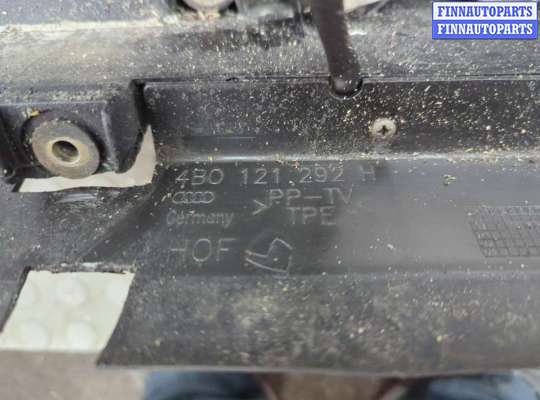 FINNAUTOPARTS
FINNAUTOPARTS
4B0 121 292 H
Germany >PP-TV
TPE
HOF